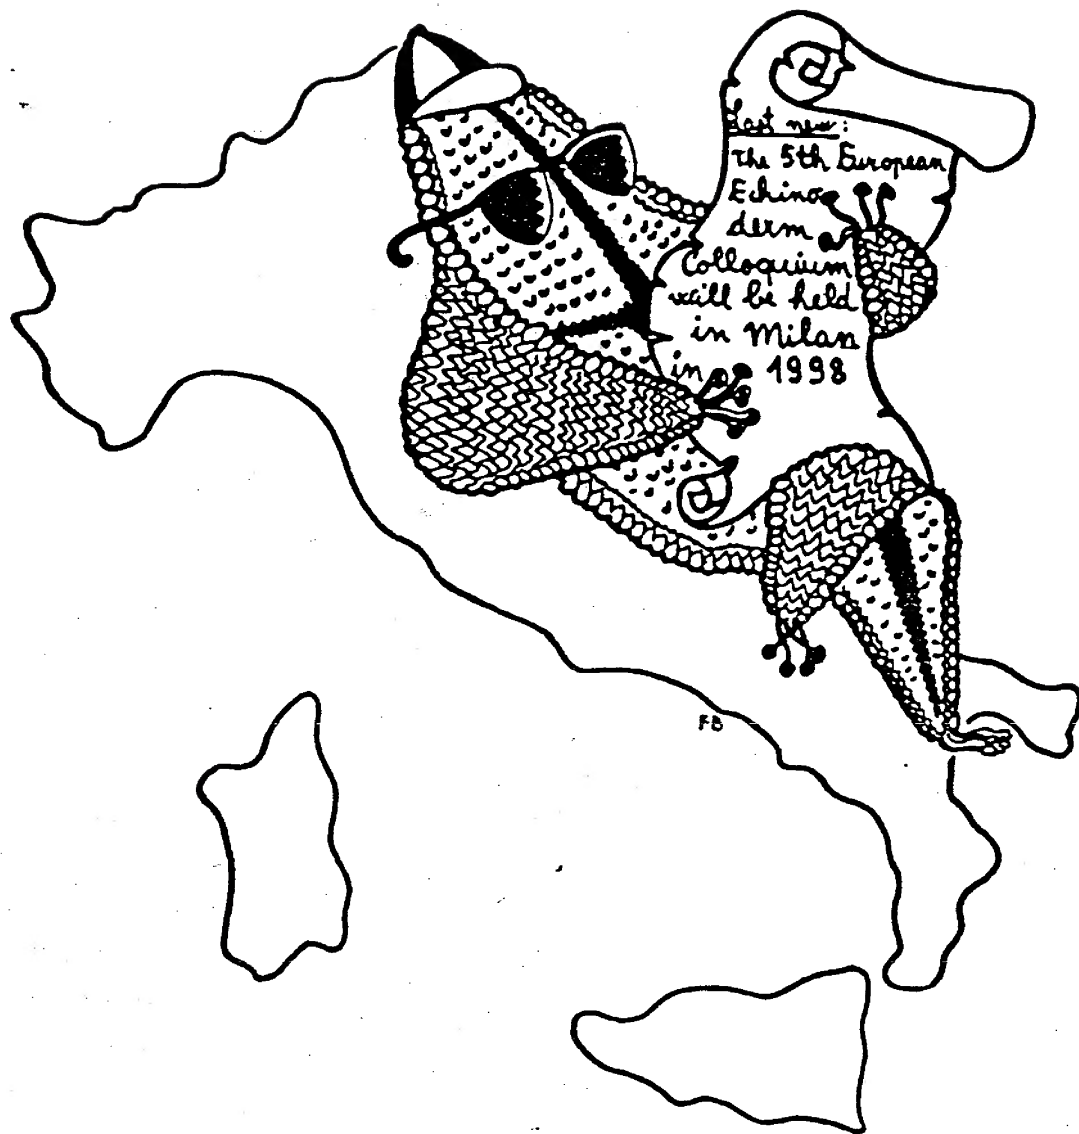 Last new:
The 5th European
Echino
derm
Colloquium
will be held
in Milan
in 1998
FB